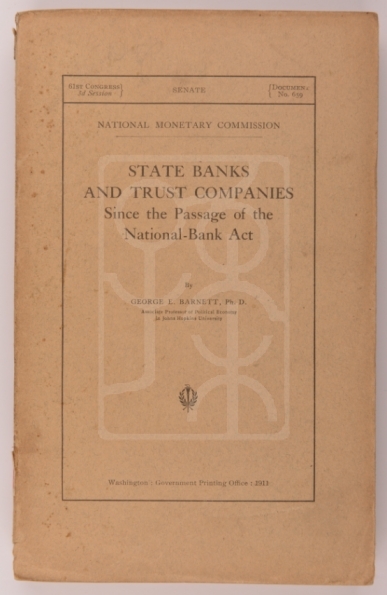 61st Congress
3d Session
SENATE
Document
No. 659
NATIONAL MONETARY COMMISSION
STATE BANKS
AND TRUST COMPANIES
Since the Passage of the
National-Bank Act
By
GEORGE E. BARNETT, Ph. D.
Associate Professor of Political Economy
in Johns Hopkins University
Washington : Government Printing Office : 1911